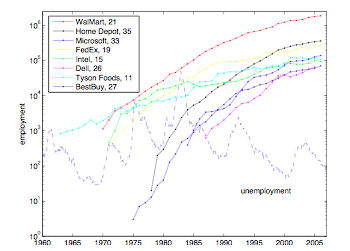 10^6
10^5
10^4
10^3
10^2
10^1
10^0
employment
WalMart, 21
Home Depot, 35
Microsoft, 33
FedEx, 19
Intel, 15
Dell, 26
Tyson Foods, 11
BestBuy, 27
unemployment
1960 1965 1970 1975 1980 1985 1990 1995 2000 2005